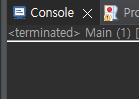 Console Pro
<terminated> Main (1) [